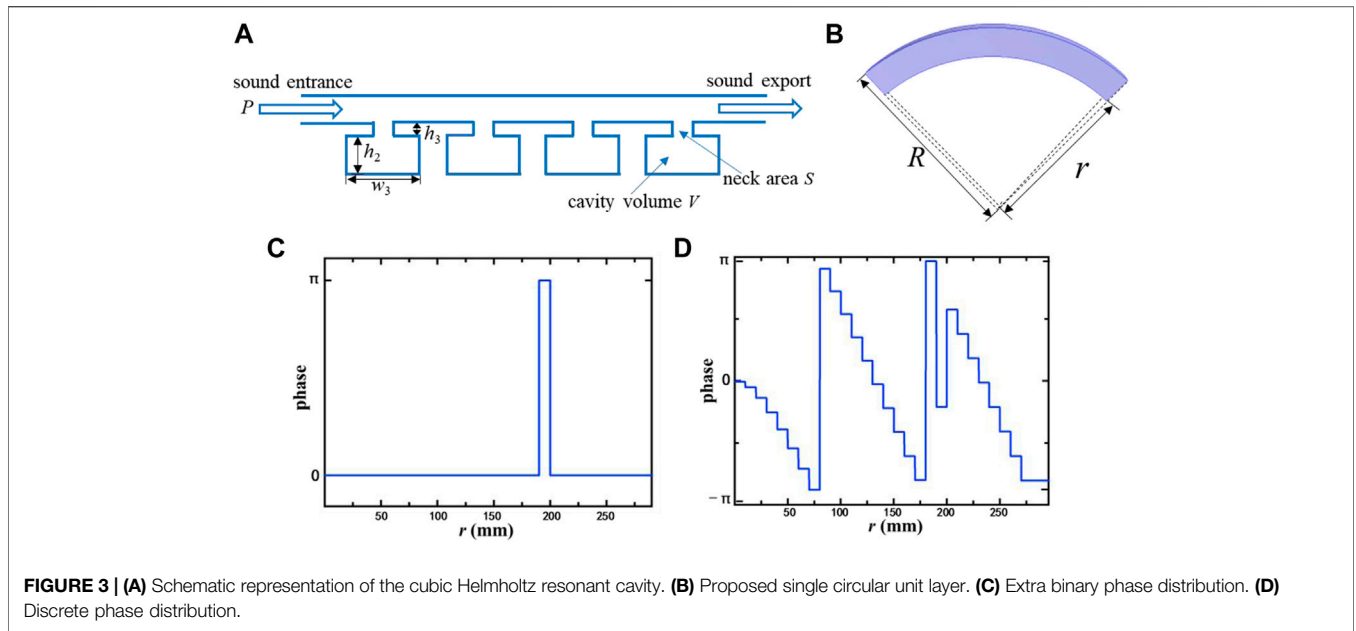 A
sound entrance
sound export
P
h3
h2
w3
neck area S
cavity volume V
B
R
r
C
π
phase
0
50
100
150
200
250
r (mm)
D
π
0
phase
−π
50
100
150
200
250
r (mm)
FIGURE 3 | (A) Schematic representation of the cubic Helmholtz resonant cavity. (B) Proposed single circular unit layer. (C) Extra binary phase distribution. (D)
Discrete phase distribution.